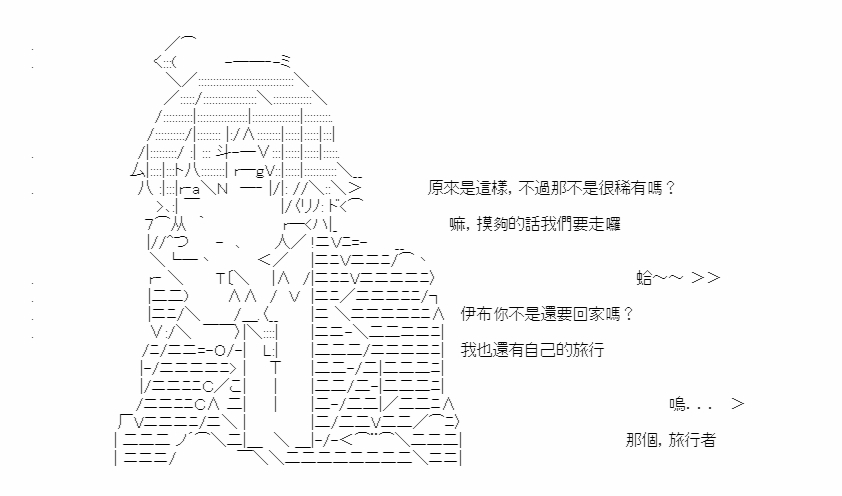 原來是這樣, 不過那不是很稀有嗎?
嘛, 摸夠的話我們要走囉
蛤～～ >>
伊布你不是還要回家嗎?
我也還有自己的旅行
嗚... >
那個, 旅行者